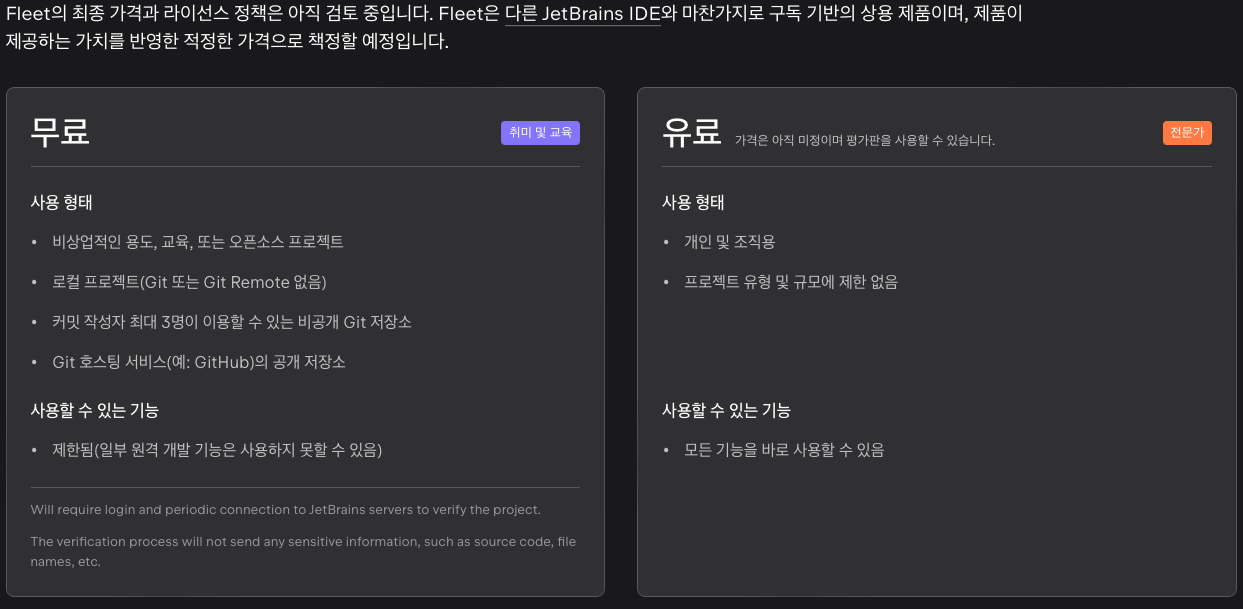 Fleet의 최종 가격과 라이선스 정책은 아직 검토 중입니다. Fleet은 다른 JetBrains IDE와 마찬가지로 구독 기반의 상용 제품이며, 제품이
제공하는 가치를 반영한 적정한 가격으로 책정할 예정입니다.
무료
취미 및 교육
사용 형태
• 비상업적인 용도, 교육, 또는 오픈소스 프로젝트
• 로컬 프로젝트(Git 또는 Git Remote 없음)
• 커밋 작성자 최대 3명이 이용할 수 있는 비공개 Git 저장소
• Git 호스팅 서비스(예: GitHub)의 공개 저장소
사용할 수 있는 기능
• 제한됨(일부 원격 개발 기능은 사용하지 못할 수 있음)
Will require login and periodic connection to JetBrains servers to verify the project.
The verification process will not send any sensitive information, such as source code, file
names, etc.
유료 가격은 아직 미정이며 평가판을 사용할 수 있습니다.
전문가
사용 형태
• 개인 및 조직용
• 프로젝트 유형 및 규모에 제한 없음
사용할 수 있는 기능
• 모든 기능을 바로 사용할 수 있음